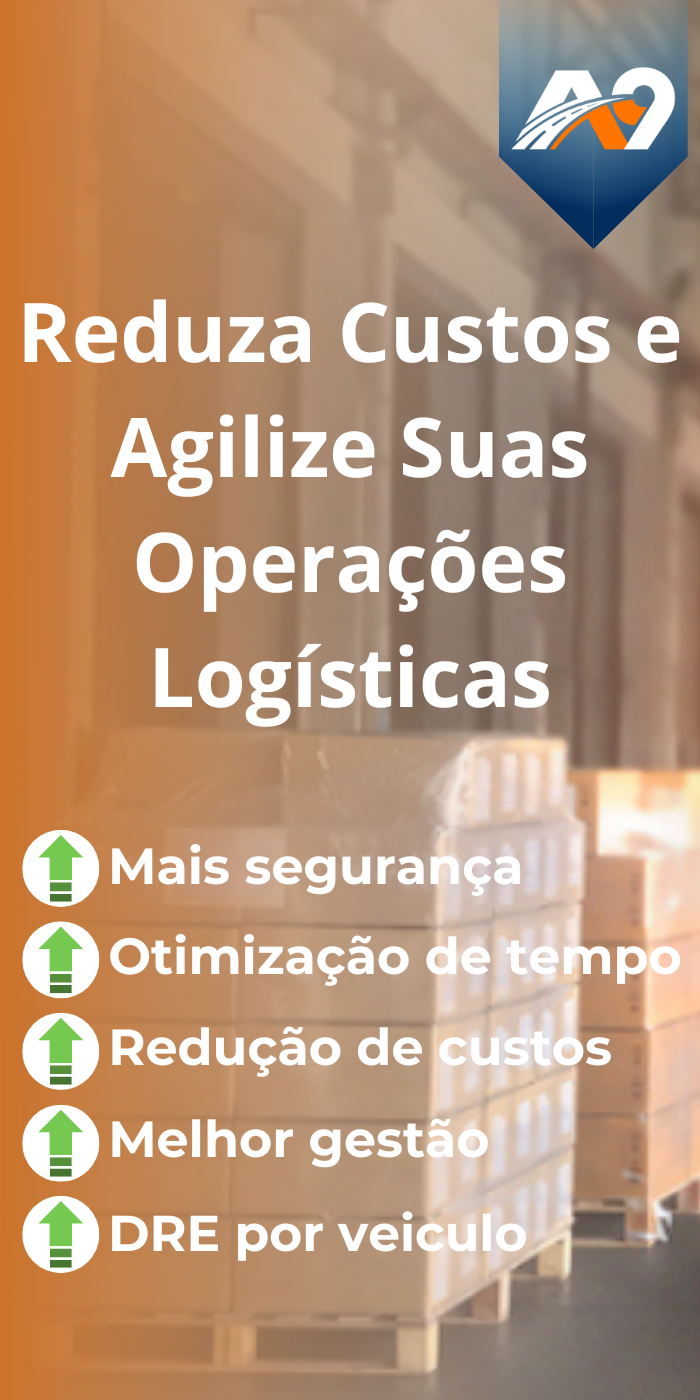 A9
Reduza Custos e
Agilize Suas
Operações
Logísticas
Mais segurança
Otimização de tempo
Redução de custos
Melhor gestão
DRE por veiculo